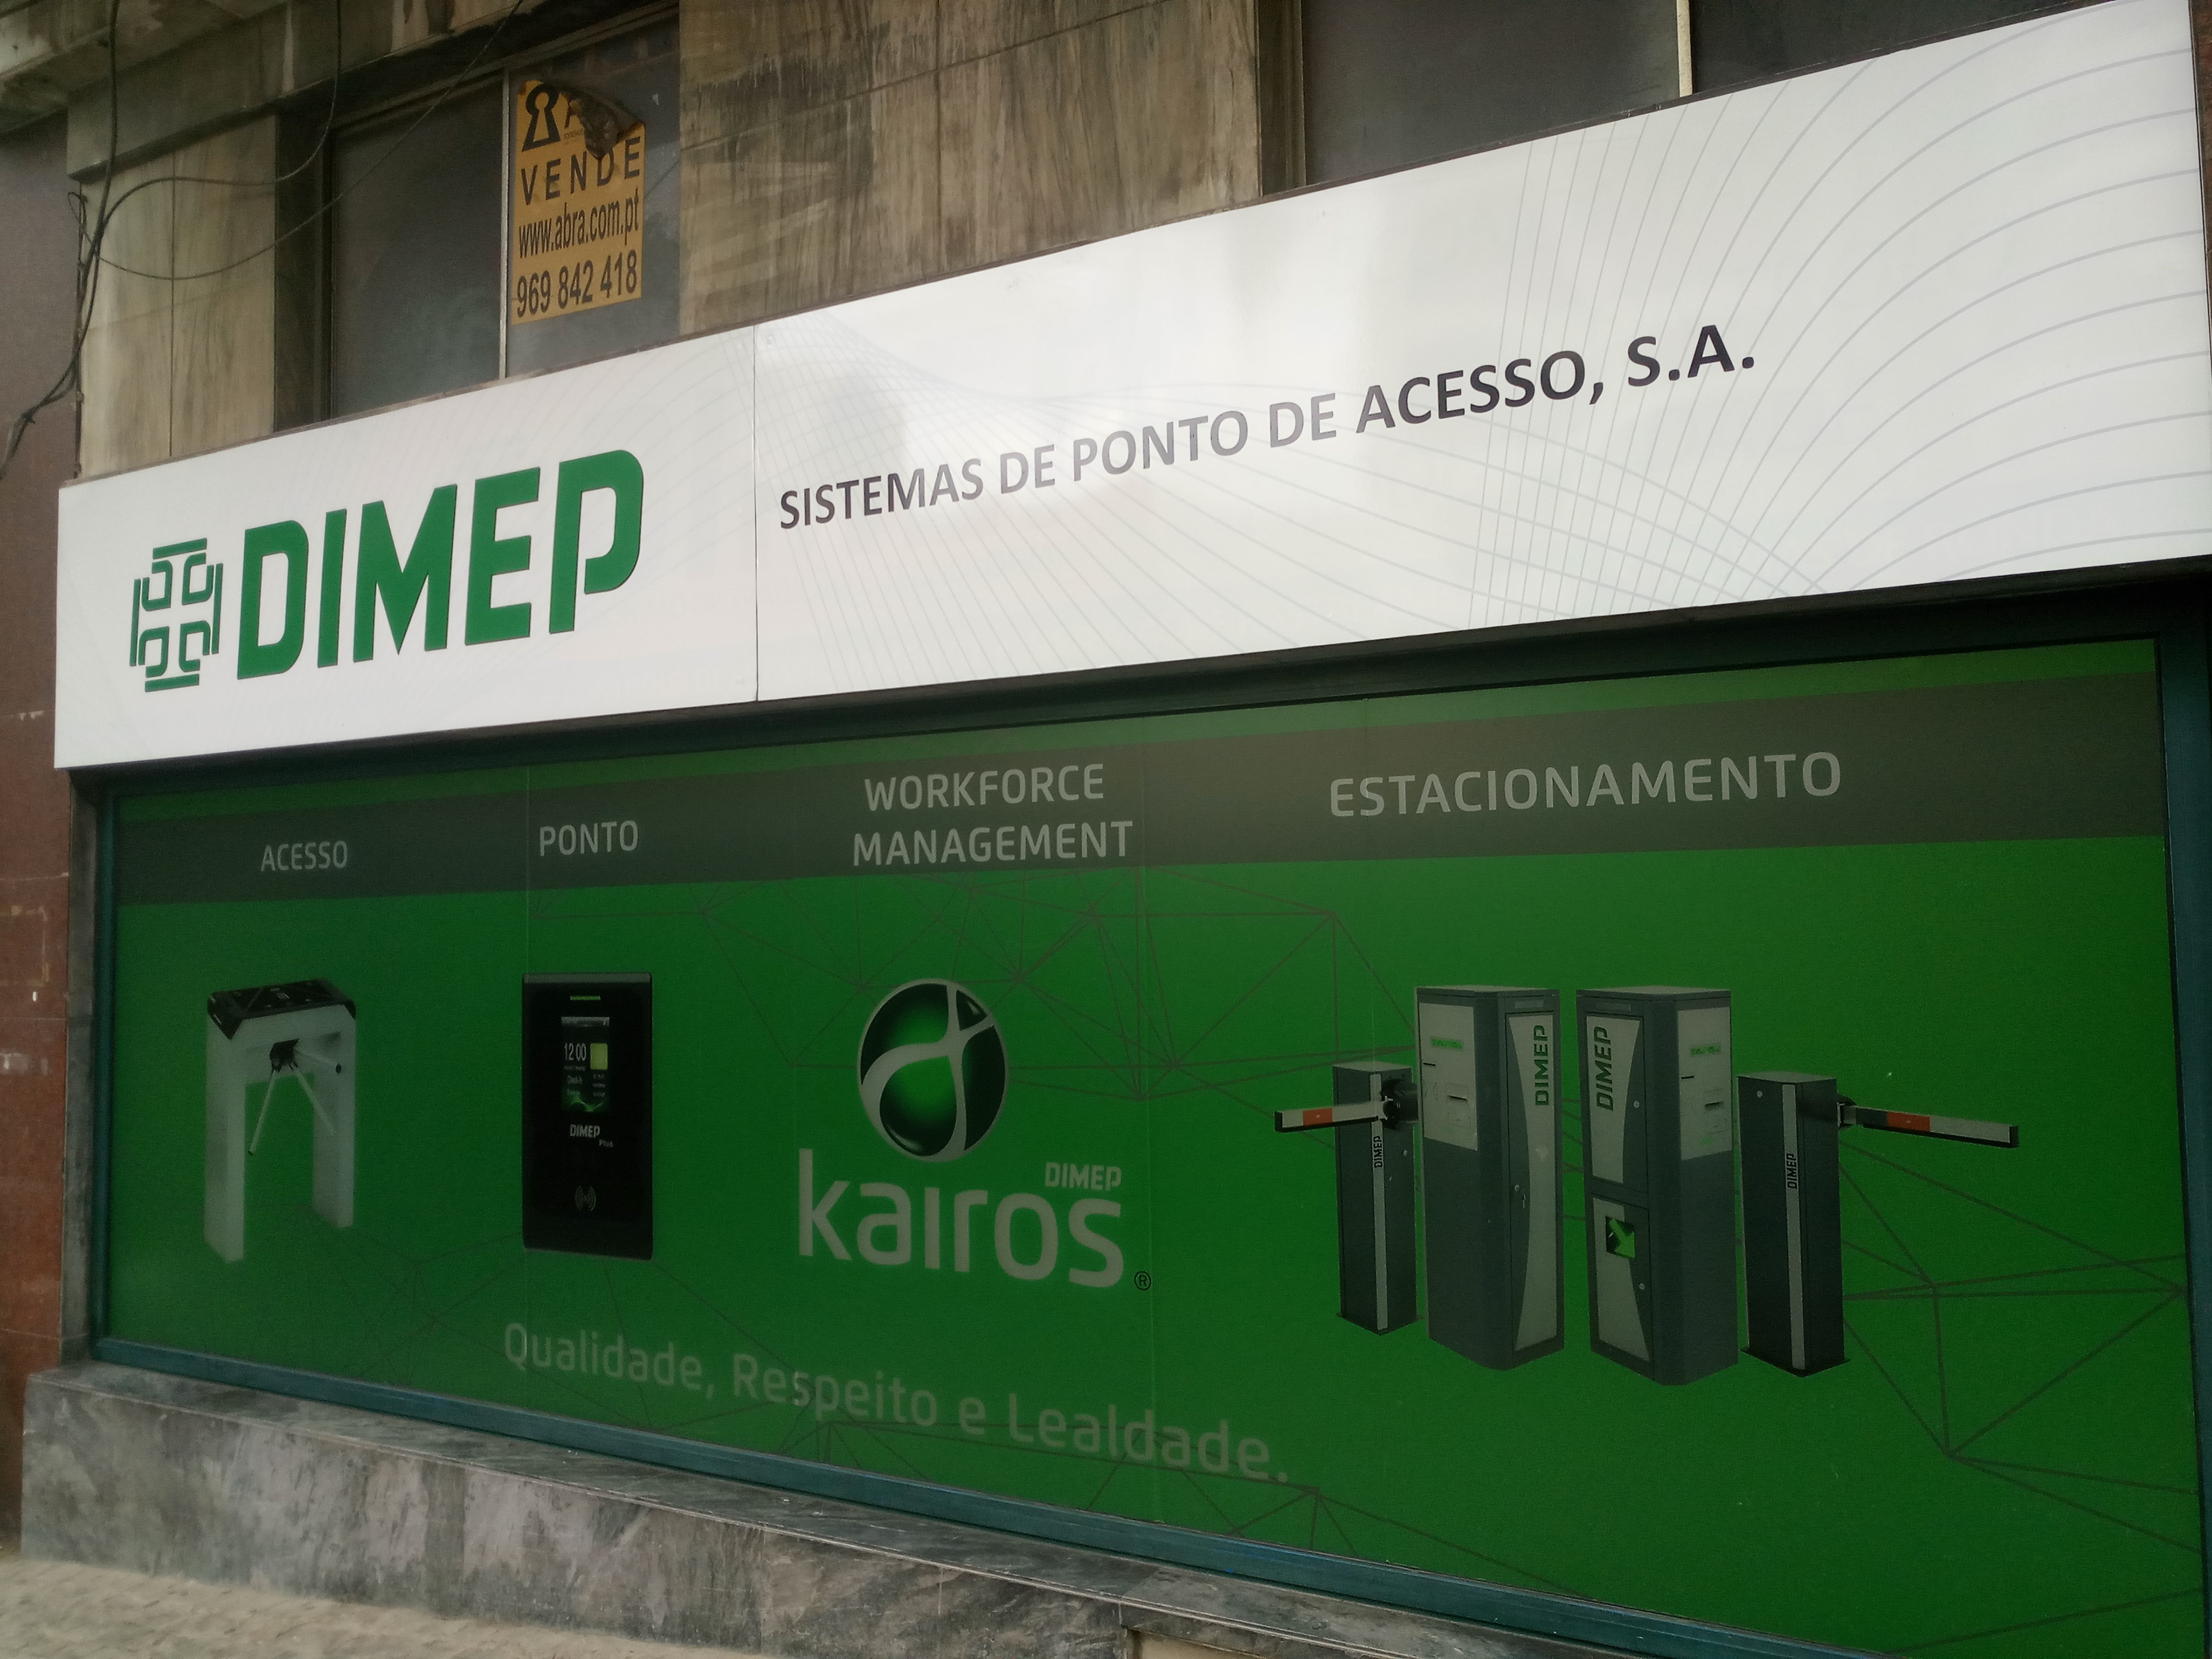 VENDE
www.abra.com.pt
969 842 418
DIMEP
SISTEMAS DE PONTO DE ACESSO, S.A.
ACESSO
PONTO
WORKFORCE
MANAGEMENT
ESTACIONAMENTO
12 00
DIMEP
Plus
DIMEP
kairos
®
DIMEP
DIMEP
DIMEP
DIMEP
Qualidade, Respeito e Lealdade.